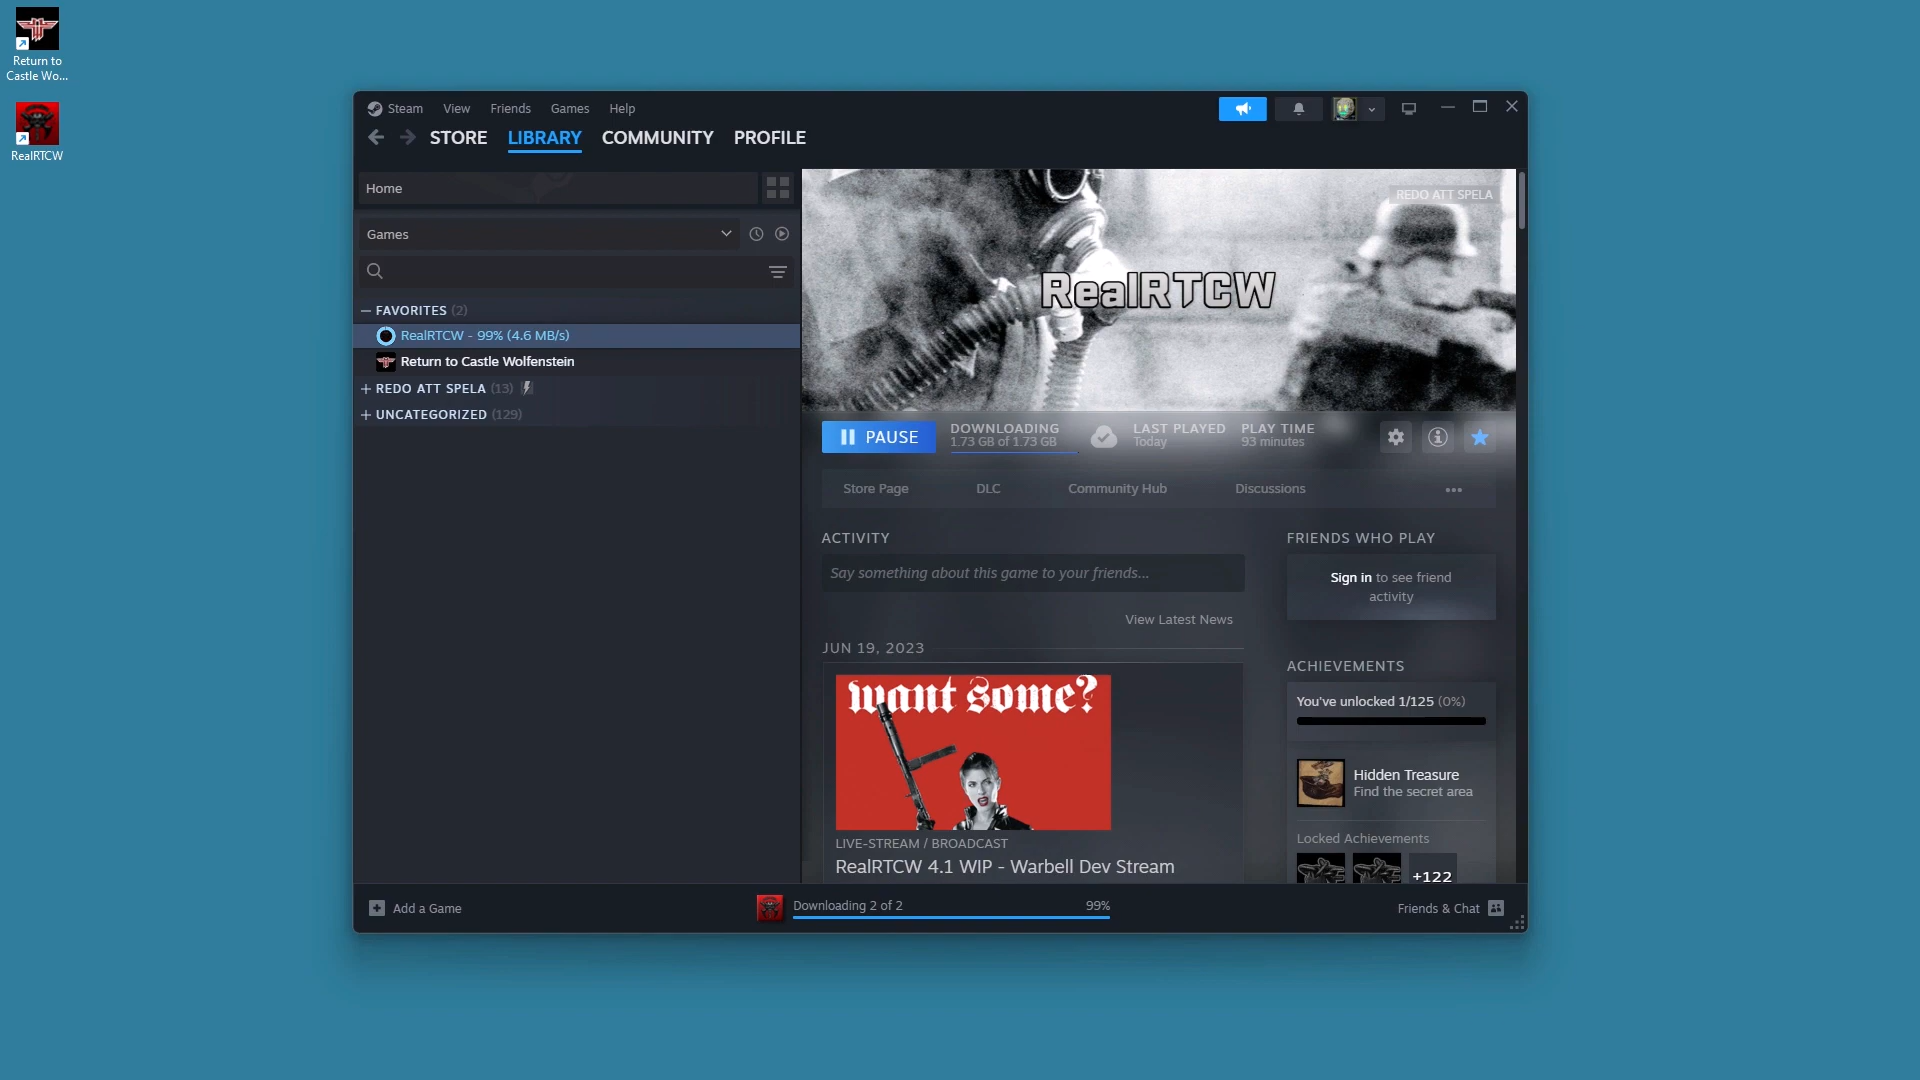 Return to
Castle Wo...
RealRTCW
Steam View Friends Games Help
STORE LIBRARY COMMUNITY PROFILE
Home
Games
FAVORITES (2)
RealRTCW - 99% (4.6 MB/s)
Return to Castle Wolfenstein
REDO ATT SPELA (13)
UNCATEGORIZED (129)
REDO ATT SPELA
RealRTCW
PAUSE
DOWNLOADING
1.73 GB of 1.73 GB
LAST PLAYED
Today
PLAY TIME
93 minutes
Store Page DLC Community Hub Discussions
ACTIVITY
Say something about this game to your friends...
View Latest News
JUN 19, 2023
want some?
LIVE-STREAM / BROADCAST
RealRTCW 4.1 WIP - Warbell Dev Stream
FRIENDS WHO PLAY
Sign in to see friend
activity
ACHIEVEMENTS
You've unlocked 1/125 (0%)
Hidden Treasure
Find the secret area
Locked Achievements
+122
Add a Game
Downloading 2 of 2 99%
Friends & Chat